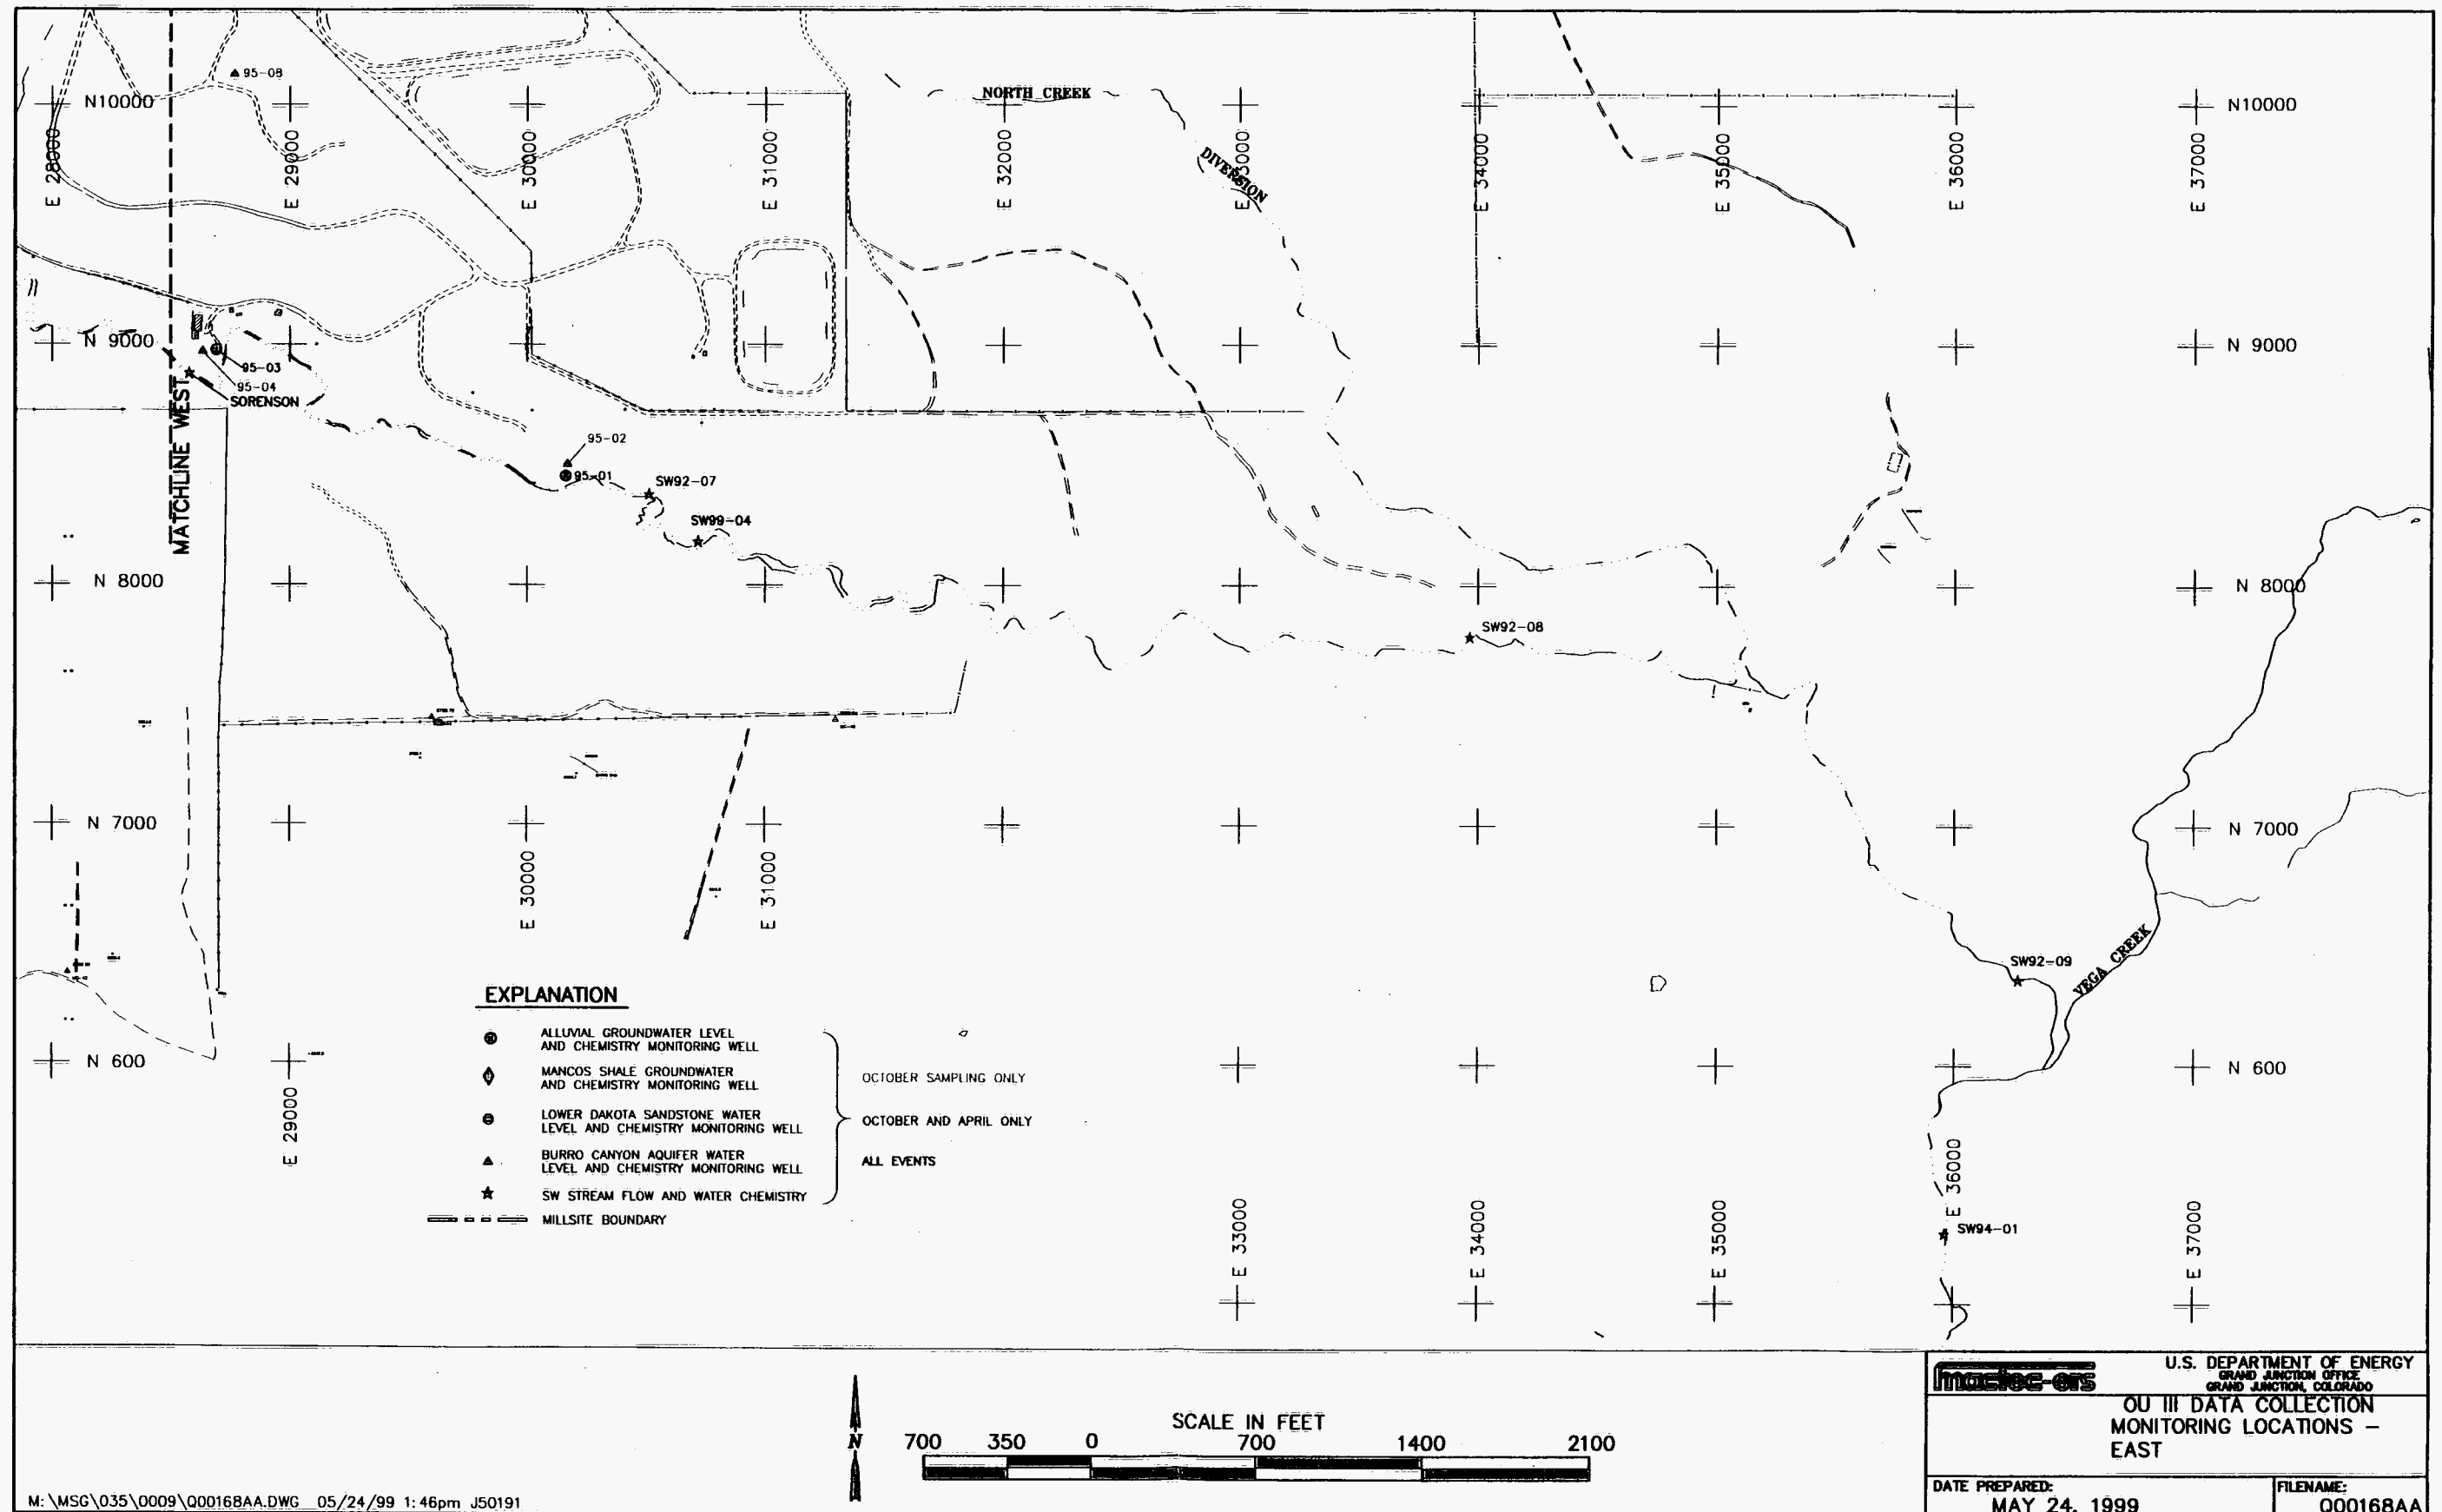 95-08
N10000
NORTH CREEK
N10000
E 28000
E 29000
E 30000
E 31000
E 32000
DIVERSION
E 33000
E 34000
E 35000
E 36000
E 37000
N 9000
N 9000
95-03
95-04
SORENSON
MATCHLINE WEST
95-02
95-01
SW92-07
SW99-04
N 8000
N 8000
SW92-08
N 7000
N 7000
E 30000
E 31000
SW92-09
VEGA CREEK
EXPLANATION
N 600
N 600
E 29000
ALLUVIAL GROUNDWATER LEVEL
AND CHEMISTRY MONITORING WELL
MANCOS SHALE GROUNDWATER
AND CHEMISTRY MONITORING WELL
OCTOBER SAMPLING ONLY
LOWER DAKOTA SANDSTONE WATER
LEVEL AND CHEMISTRY MONITORING WELL
OCTOBER AND APRIL ONLY
BURRO CANYON AQUIFER WATER
LEVEL AND CHEMISTRY MONITORING WELL
ALL EVENTS
SW STREAM FLOW AND WATER CHEMISTRY
MILLSITE BOUNDARY
E 33000
E 34000
E 35000
E 36000
E 37000
SW94-01
N
SCALE IN FEET
700 350 0 700 1400 2100
mactec-ers
U.S. DEPARTMENT OF ENERGY
GRAND JUNCTION OFFICE
GRAND JUNCTION, COLORADO
OU III DATA COLLECTION
MONITORING LOCATIONS -
EAST
DATE PREPARED:
MAY 24, 1999
FILENAME:
Q00168AA
M:\MSG\035\0009\Q00168AA.DWG 05/24/99 1:46pm J50191